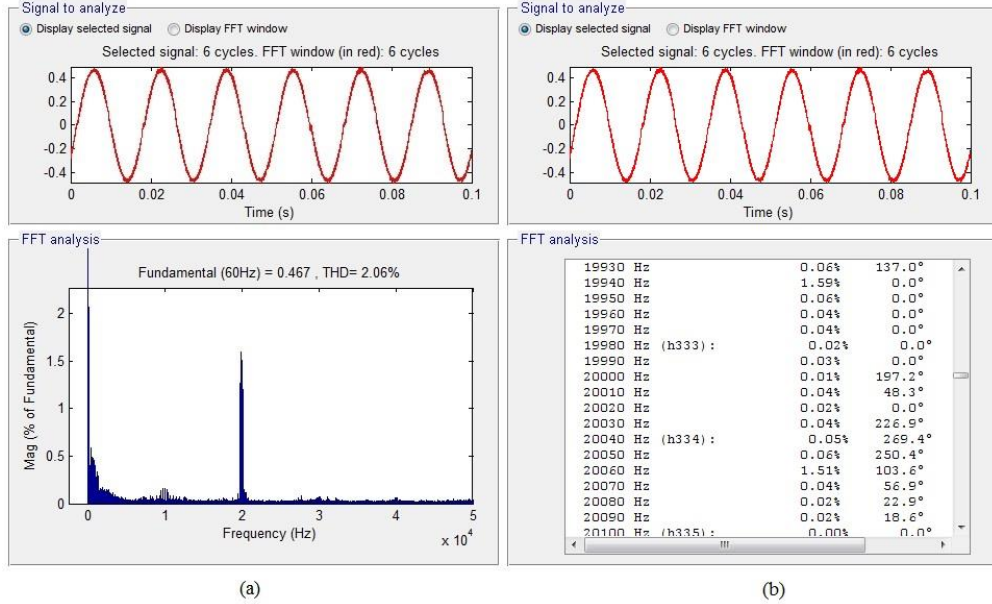 Signal to analyze
Display selected signal Display FFT window
Selected signal: 6 cycles. FFT window (in red): 6 cycles
0.4
0.2
0
-0.2
-0.4
0 0.02 0.04 0.06 0.08 0.1
Time (s)
FFT analysis
Fundamental (60Hz) = 0.467 , THD= 2.06%
Mag (% of Fundamental)
2
1.5
1
0.5
0
0 1 2 3 4 5
x 10^4
Frequency (Hz)
(a)
Signal to analyze
Display selected signal Display FFT window
Selected signal: 6 cycles. FFT window (in red): 6 cycles
0.4
0.2
0
-0.2
-0.4
0 0.02 0.04 0.06 0.08 0.1
Time (s)
FFT analysis
19930 Hz 0.06% 137.0°
19940 Hz 1.59% 0.0°
19950 Hz 0.06% 0.0°
19960 Hz 0.04% 0.0°
19970 Hz 0.04% 0.0°
19980 Hz (h333): 0.02% 0.0°
19990 Hz 0.03% 0.0°
20000 Hz 0.01% 197.2°
20010 Hz 0.04% 48.3°
20020 Hz 0.02% 0.0°
20030 Hz 0.04% 226.9°
20040 Hz (h334): 0.05% 269.4°
20050 Hz 0.06% 250.4°
20060 Hz 1.51% 103.6°
20070 Hz 0.04% 56.9°
20080 Hz 0.02% 22.9°
20090 Hz 0.02% 18.6°
20100 Hz (h335): 0.00% 0.0°
(b)